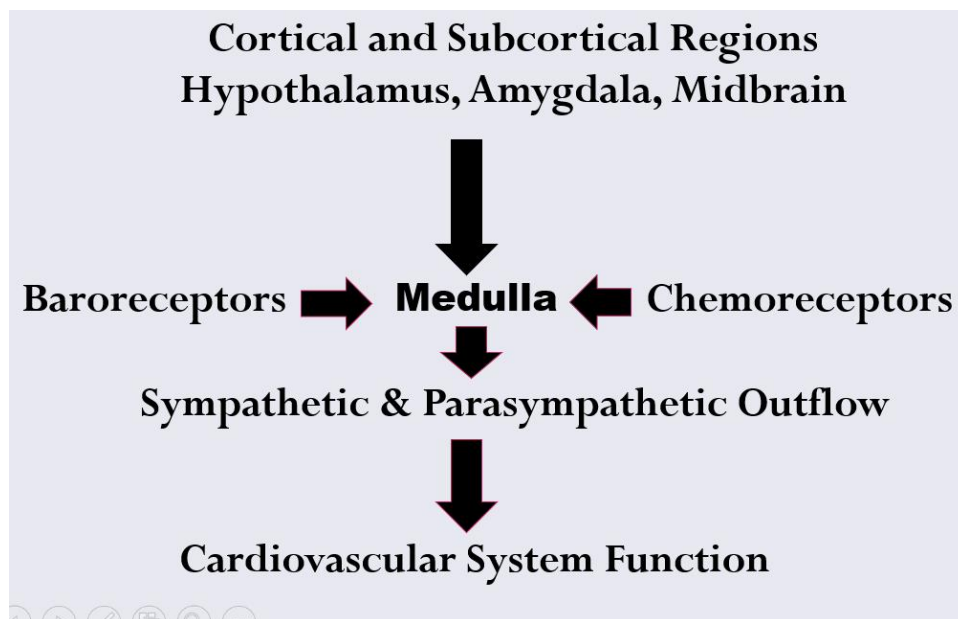 Cortical and Subcortical Regions
Hypothalamus, Amygdala, Midbrain
Baroreceptors Medulla Chemoreceptors
Sympathetic & Parasympathetic Outflow
Cardiovascular System Function